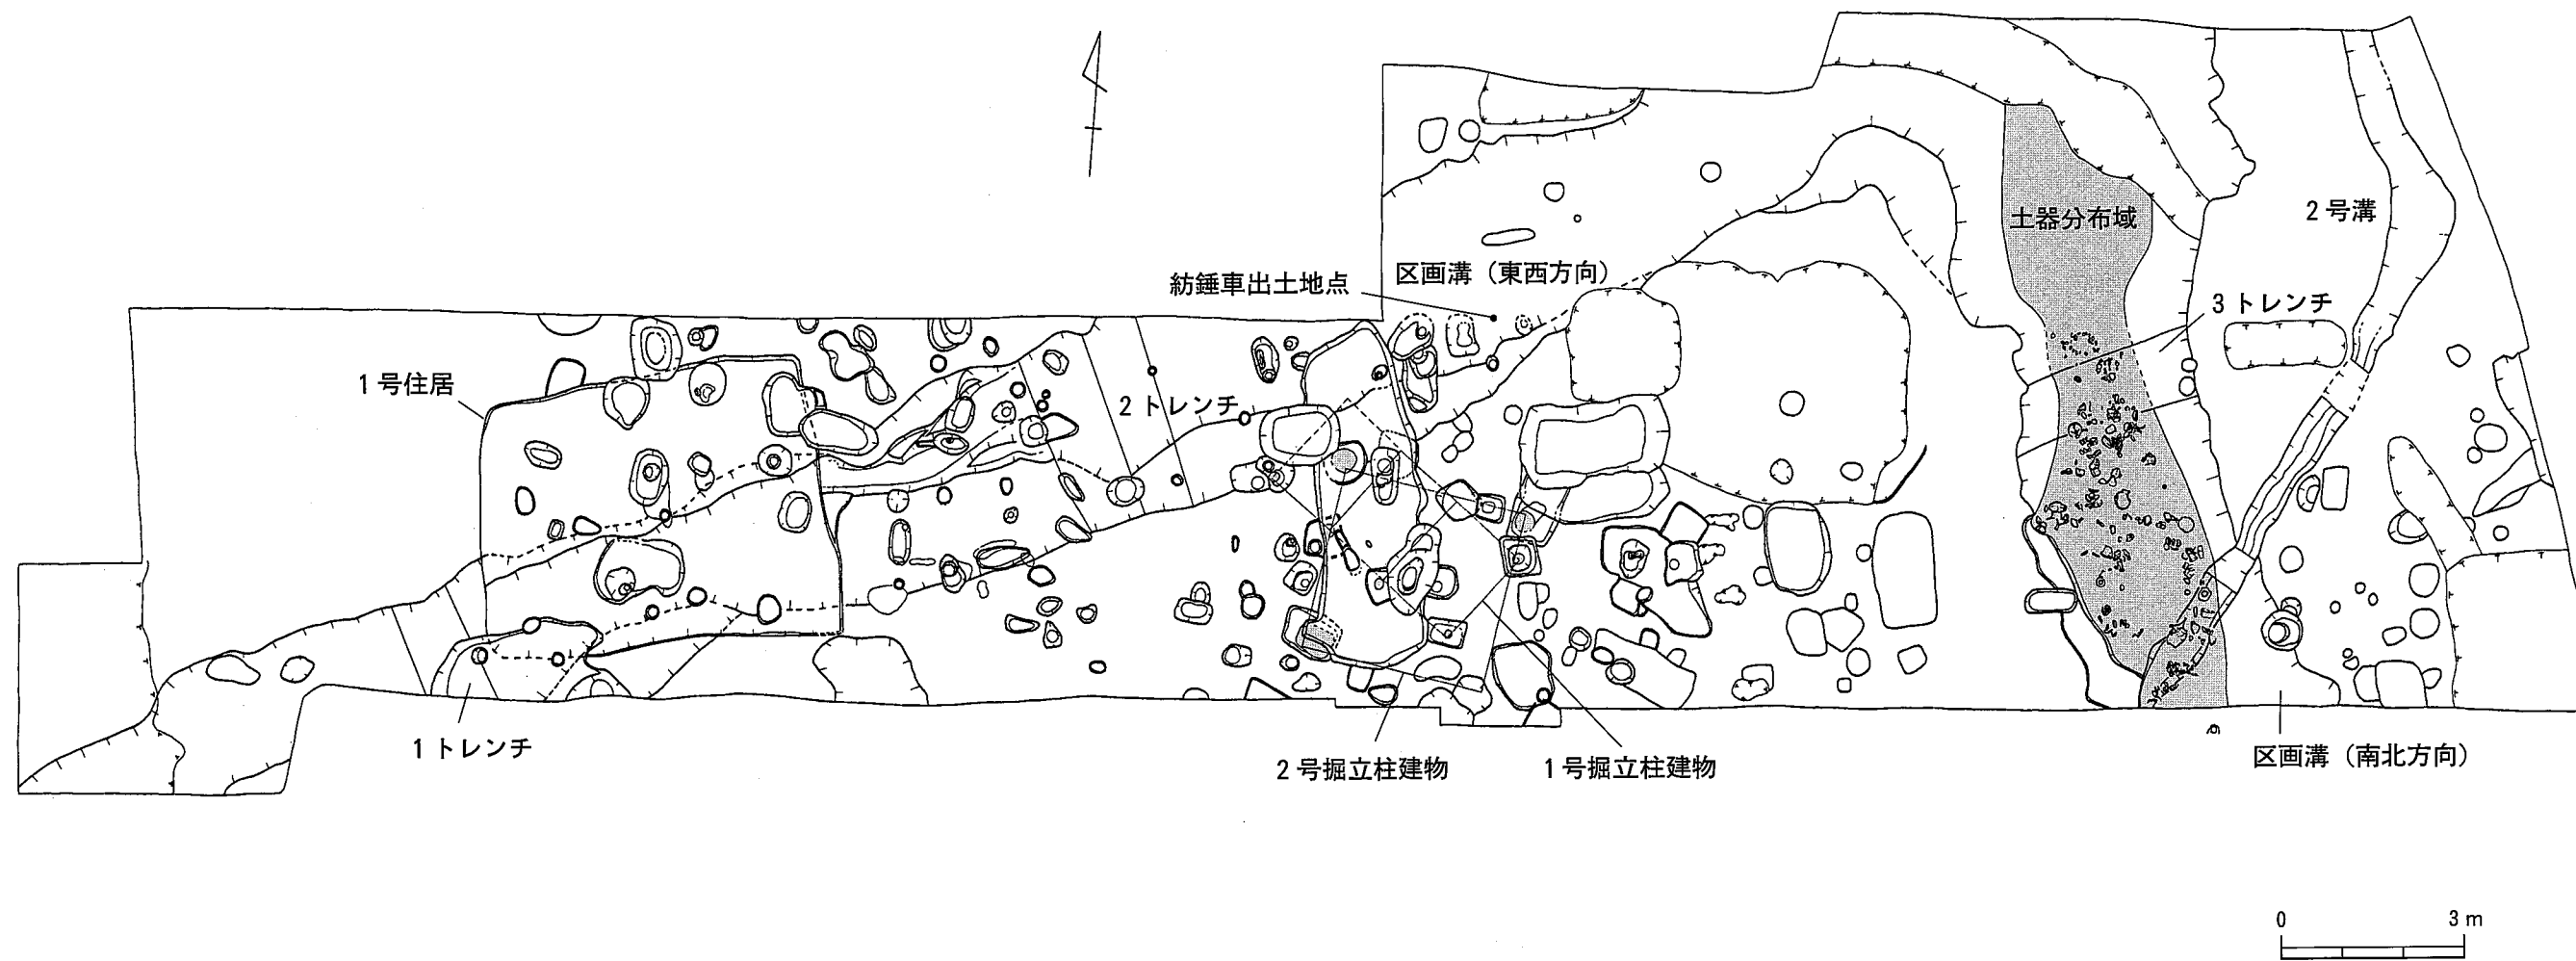 土器分布域
2号溝
区画溝（東西方向）
紡錘車出土地点
3トレンチ
1号住居
2トレンチ
1トレンチ
2号掘立柱建物
1号掘立柱建物
区画溝（南北方向）
0 3m